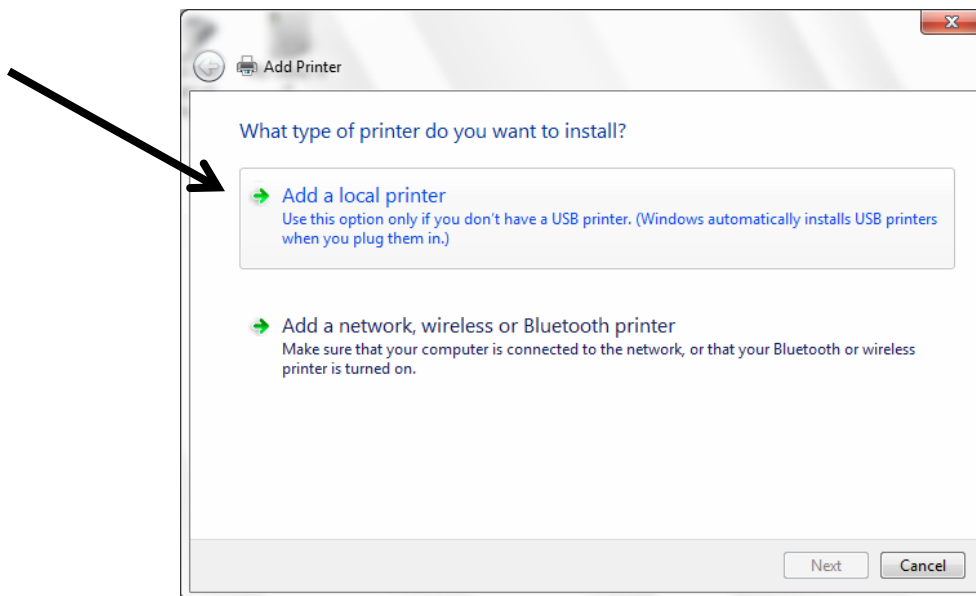 Add Printer
What type of printer do you want to install?
Add a local printer
Use this option only if you don't have a USB printer. (Windows automatically installs USB printers
when you plug them in.)
Add a network, wireless or Bluetooth printer
Make sure that your computer is connected to the network, or that your Bluetooth or wireless
printer is turned on.
Next
Cancel